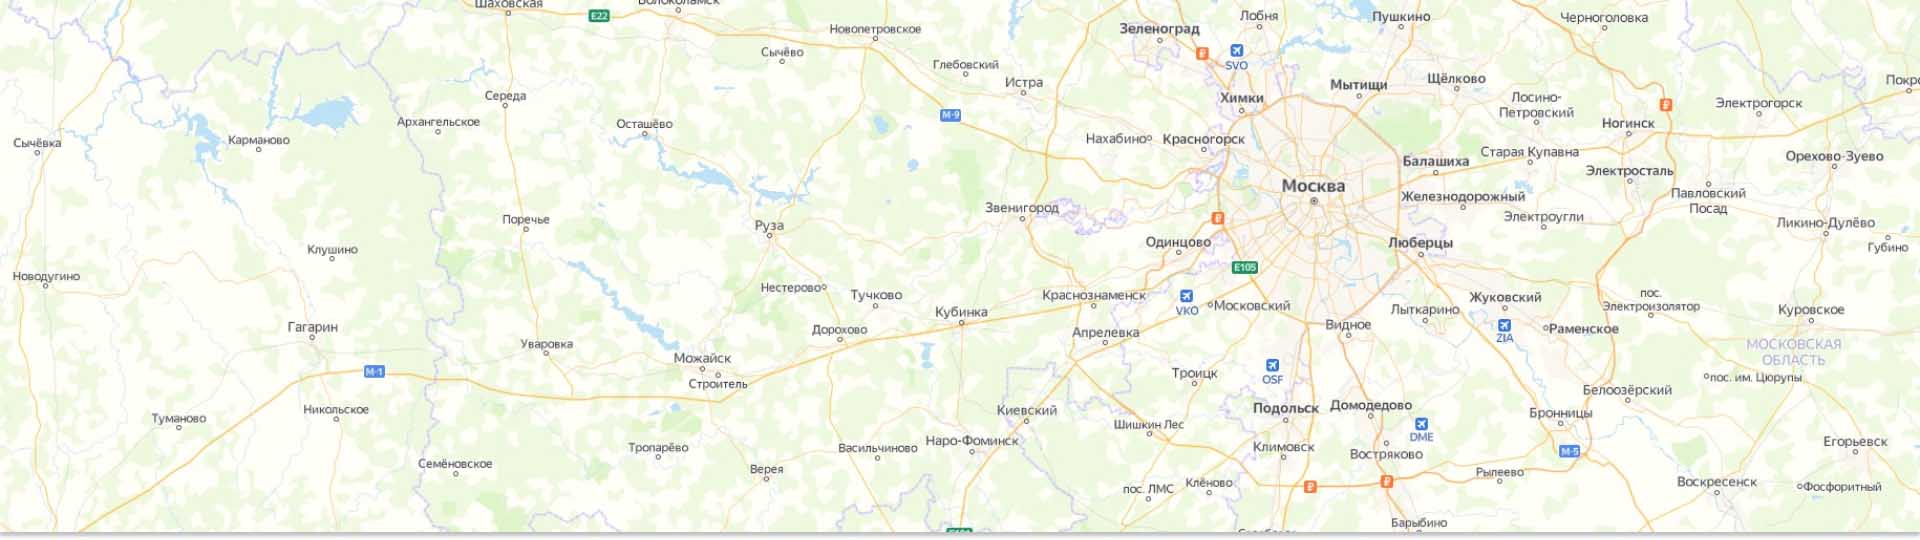 Шаховская
E22
Волоколамск
Новопетровское
Зеленоград
Лобня
Пушкино
Черноголовка
Сычёво
Глебовский
Истра
SVO
Мытищи
Щёлково
Середа
Химки
Лосино-
Петровский
Электрогорск
Архангельское
Осташёво
М-9
Ногинск
Сычёвка
Карманово
Нахабино
Красногорск
Балашиха
Старая Купавна
Орехово-Зуево
Электросталь
Москва
Железнодорожный
Павловский
Посад
Поречье
Руза
Звенигород
Электроугли
Ликино-Дулёво
Клушино
Одинцово
Люберцы
Губино
Новодугино
E105
Нестерово
Тучково
Краснознаменск
VKO
Московский
Лыткарино
Жуковский
пос.
Электроизолятор
Куровское
Гагарин
Дорохово
Кубинка
Апрелевка
Видное
ZIA
Раменское
Уваровка
Можайск
МОСКОВСКАЯ
ОБЛАСТЬ
М-1
Строитель
Троицк
OSF
пос. им. Цюрупы
Белоозёрский
Туманово
Никольское
Киевский
Подольск
Домодедово
Бронницы
Шишкин Лес
DME
Тропарёво
Васильчиново
Наро-Фоминск
Климовск
Востряково
М-5
Егорьевск
Семёновское
Верея
Рылеево
пос. ЛМС
Клёново
Воскресенск
Фосфоритный
Барыбино